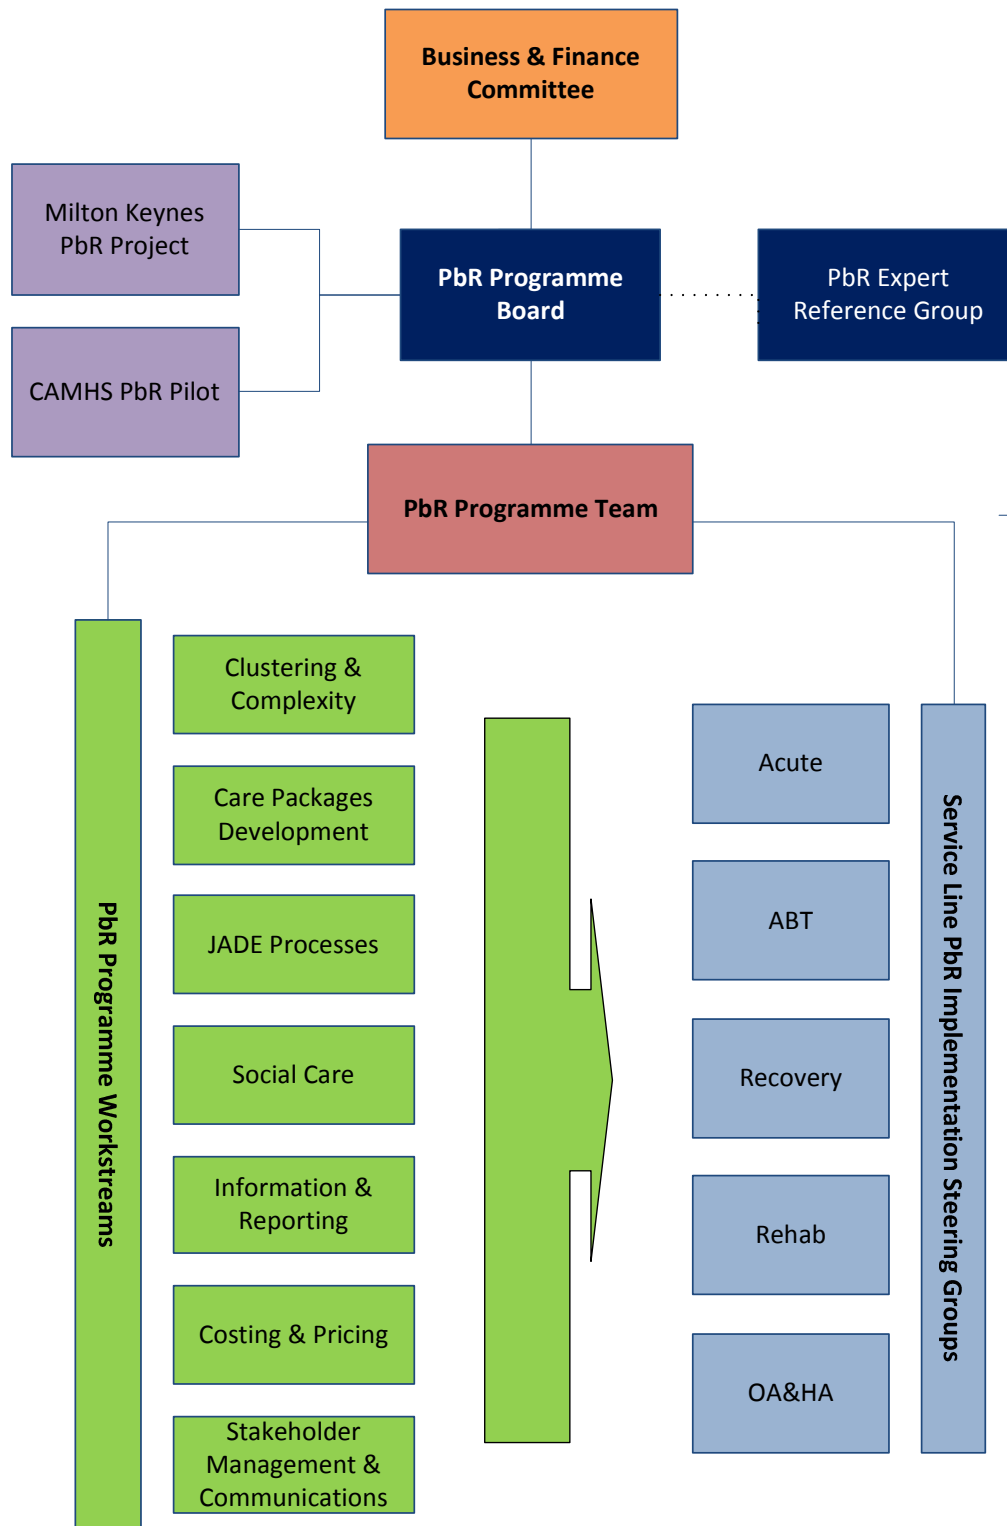 Business & Finance
Committee
Milton Keynes
PbR Project
PbR Programme
Board
PbR Expert
Reference Group
CAMHS PbR Pilot
PbR Programme Team
PbR Programme Workstreams
Clustering &
Complexity
Care Packages
Development
JADE Processes
Social Care
Information &
Reporting
Costing & Pricing
Stakeholder
Management &
Communications
Acute
ABT
Recovery
Rehab
OA&HA
Service Line PbR Implementation Steering Groups